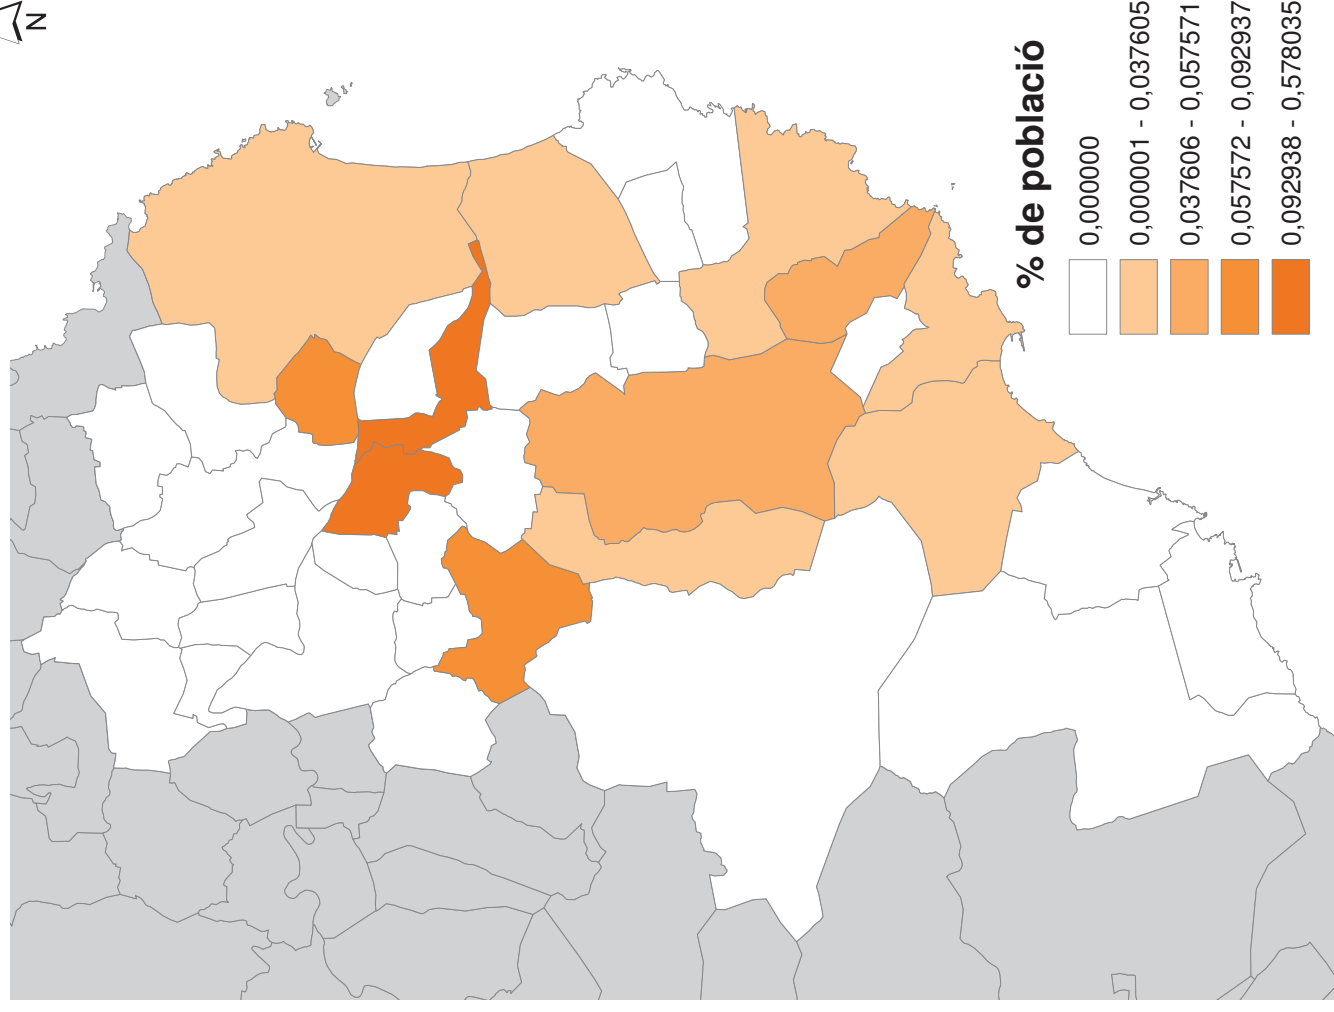 N
% de població
0,000000
0,000001 - 0,037605
0,037606 - 0,057571
0,057572 - 0,092937
0,092938 - 0,578035